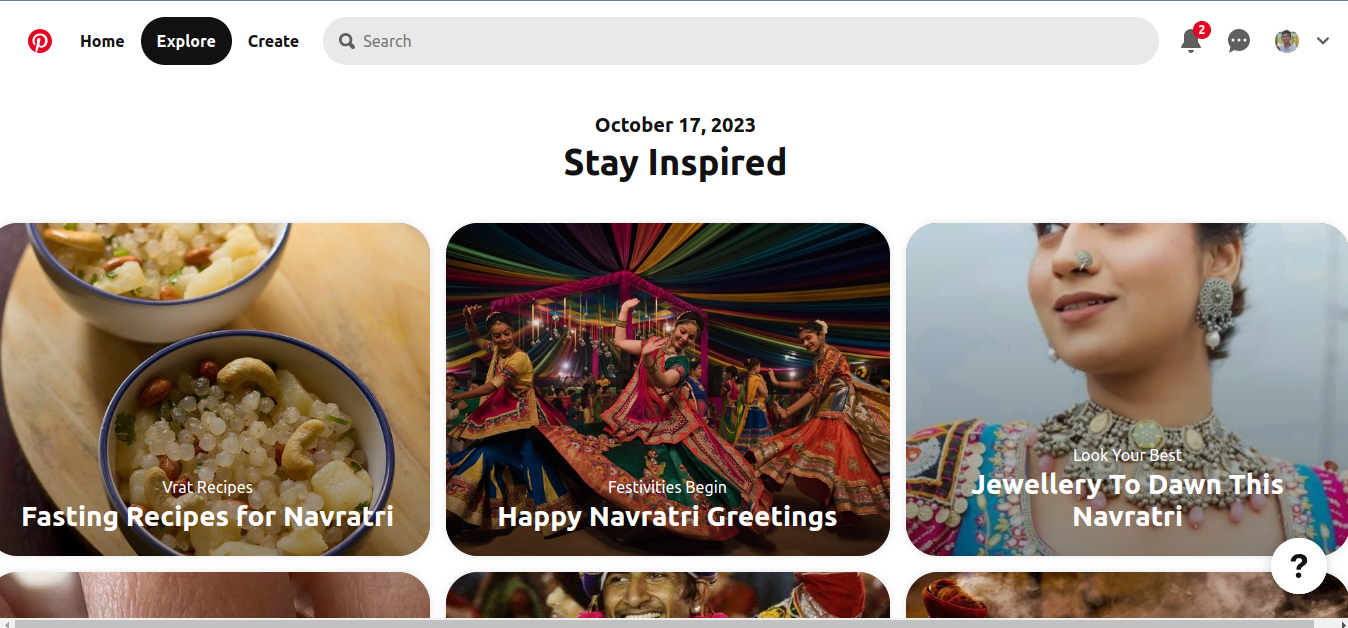 Home Explore Create Search 2
October 17, 2023
Stay Inspired
Vrat Recipes
Fasting Recipes for Navratri
Festivities Begin
Happy Navratri Greetings
Look Your Best
Jewellery To Dawn This
Navratri
?